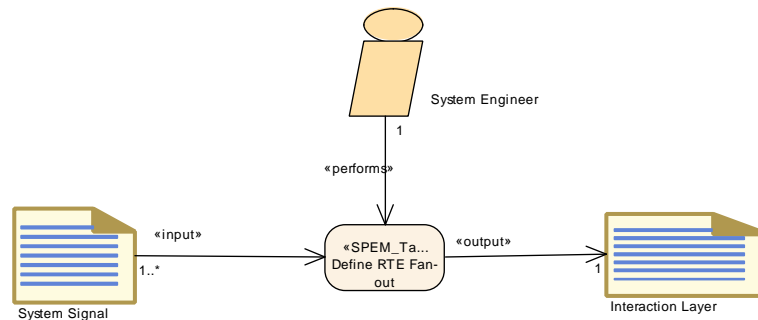 System Engineer
1
«performs»
«input»
«SPEM_Ta...
Define RTE Fan-
out
«output»
1..*
1
System Signal
Interaction Layer